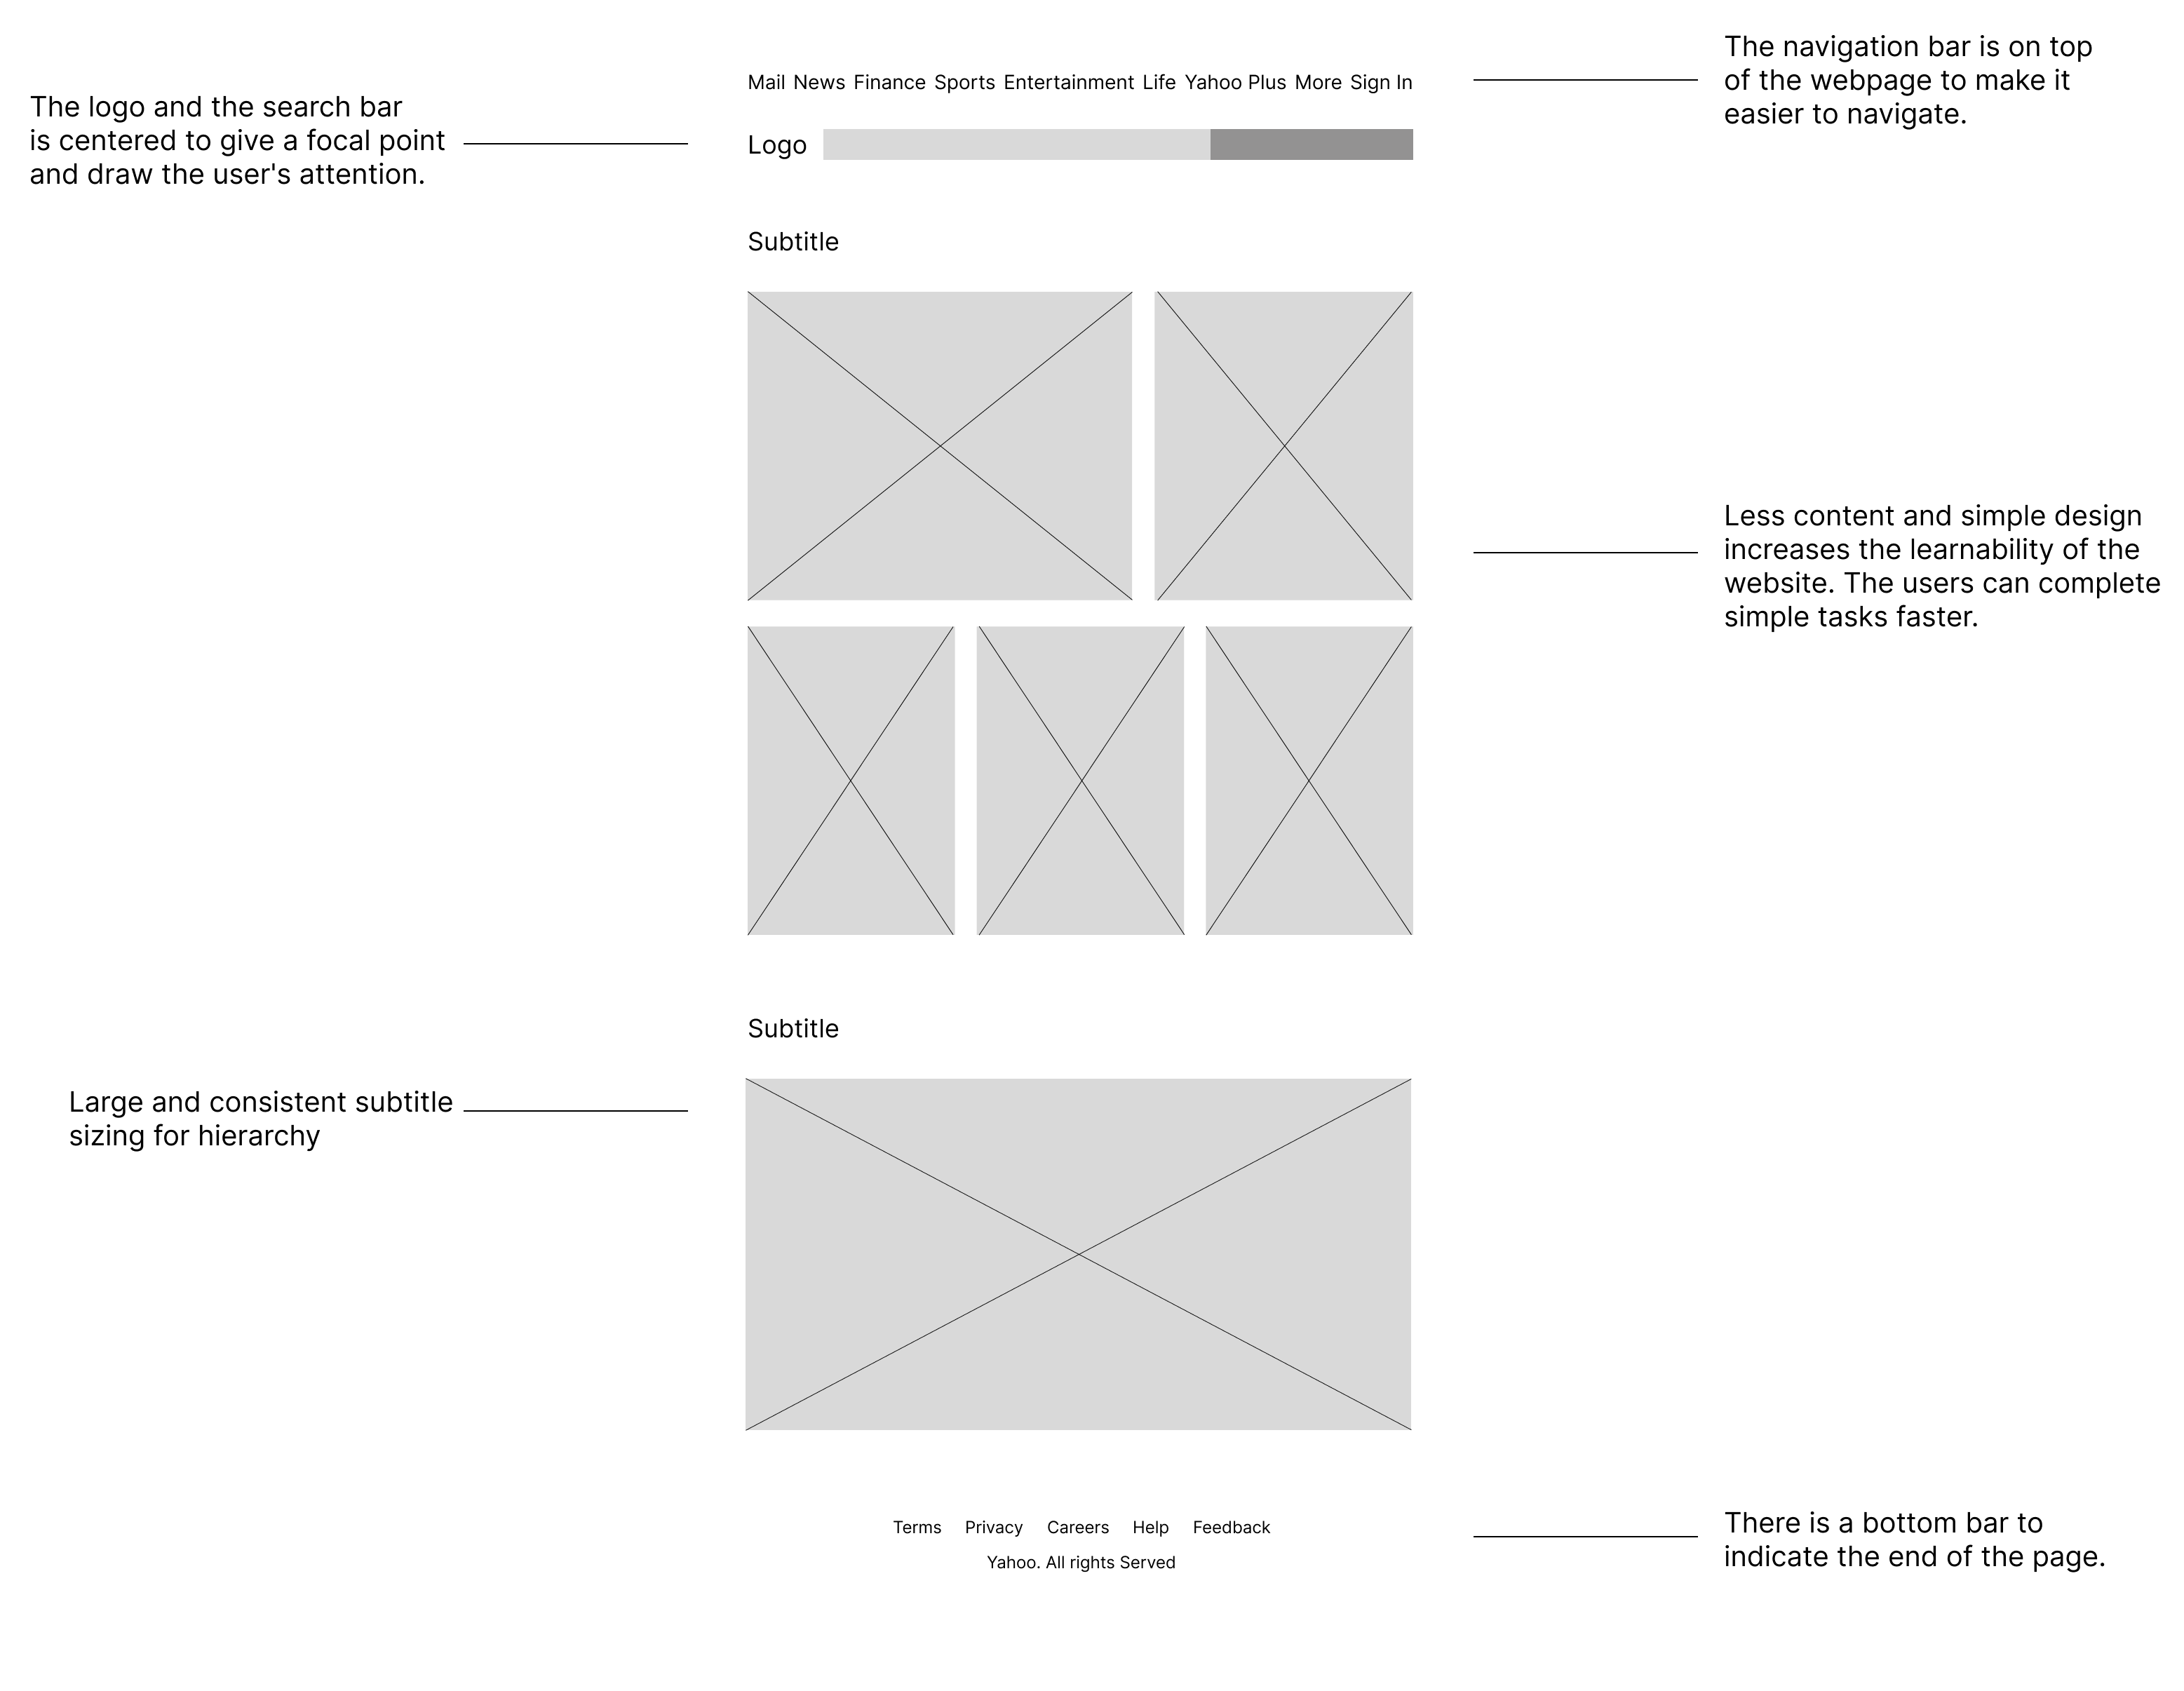 The navigation bar is on top
of the webpage to make it
easier to navigate.
Mail News Finance Sports Entertainment Life Yahoo Plus More Sign In
The logo and the search bar
is centered to give a focal point
and draw the user's attention.
Logo
Subtitle
Less content and simple design
increases the learnability of the
website. The users can complete
simple tasks faster.
Subtitle
Large and consistent subtitle
sizing for hierarchy
Terms Privacy Careers Help Feedback
Yahoo. All rights Served
There is a bottom bar to
indicate the end of the page.